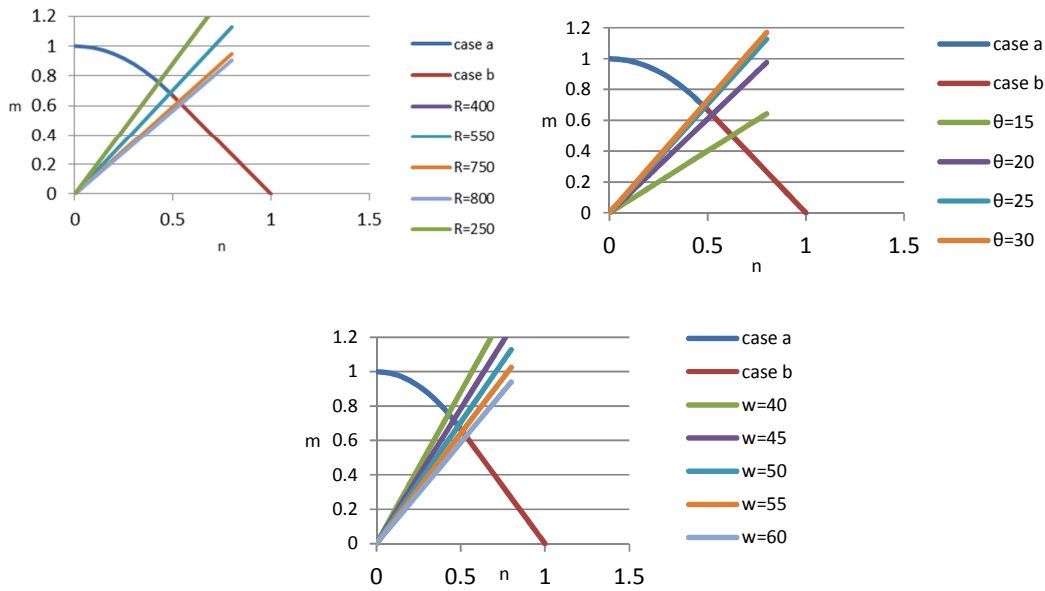 1.2
1
0.8
0.6
0.4
0.2
0
m
0 0.5 1 1.5
n
case a
case b
R=400
R=550
R=750
R=800
R=250
1.2
1
0.8
0.6
0.4
0.2
0
m
0 0.5 1 1.5
n
case a
case b
θ=15
θ=20
θ=25
θ=30
1.2
1
0.8
0.6
0.4
0.2
0
m
0 0.5 n 1 1.5
case a
case b
w=40
w=45
w=50
w=55
w=60